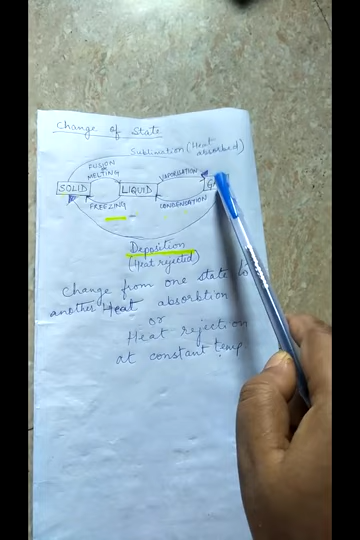 Change of State
Sublimation (Heat
absorbed)
FUSION
or
MELTING
VAPORISATION
SOLID
LIQUID
FREEZING
CONDENSATION
Deposition
(Heat rejected)
Change from one state to
another Heat absorbtion
or
Heat rejection
at constant temp.